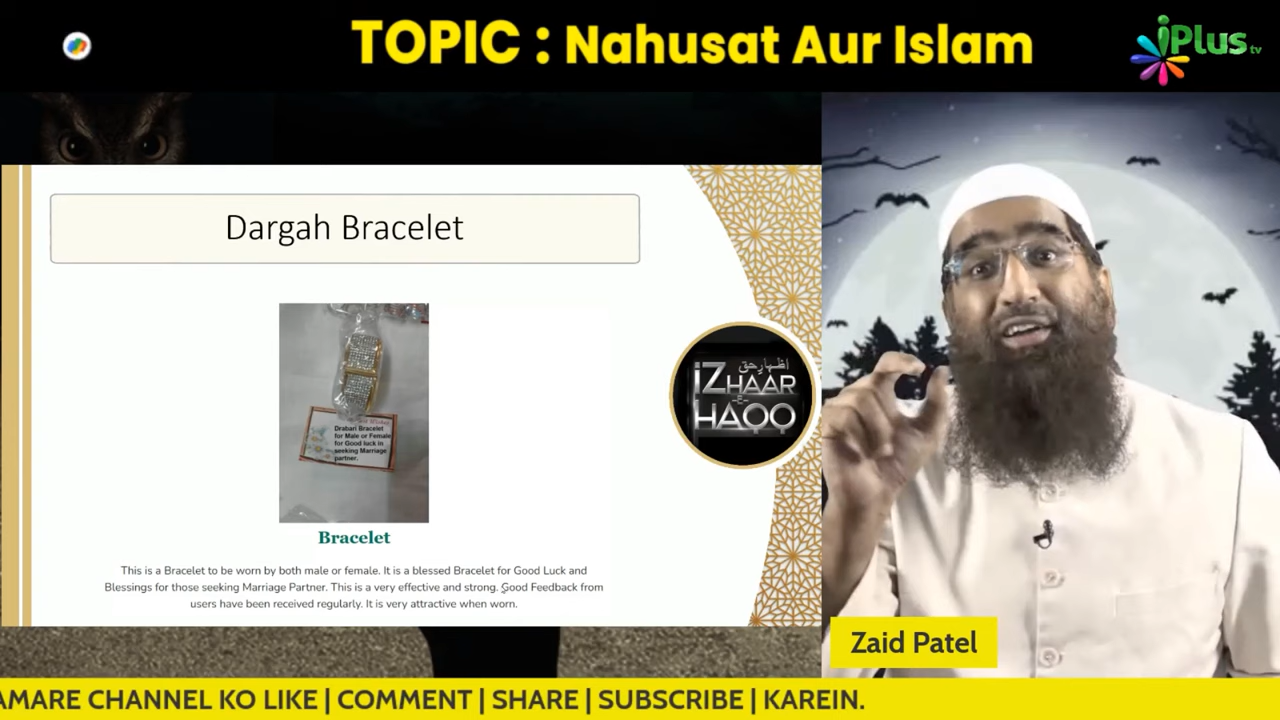 TOPIC : Nahusat Aur Islam
iPlus tv
Dargah Bracelet
Drabari Bracelet
for Male or Female
for Good luck in
seeking Marriage
partner.
اظہارِ حق
iZHAAR
-E-
HAQQ
Bracelet
This is a Bracelet to be worn by both male or female. It is a blessed Bracelet for Good Luck and
Blessings for those seeking Marriage Partner. This is a very effective and strong. Good Feedback from
users have been received regularly. It is very attractive when worn.
Zaid Patel
AMARE CHANNEL KO LIKE | COMMENT | SHARE | SUBSCRIBE | KAREIN.